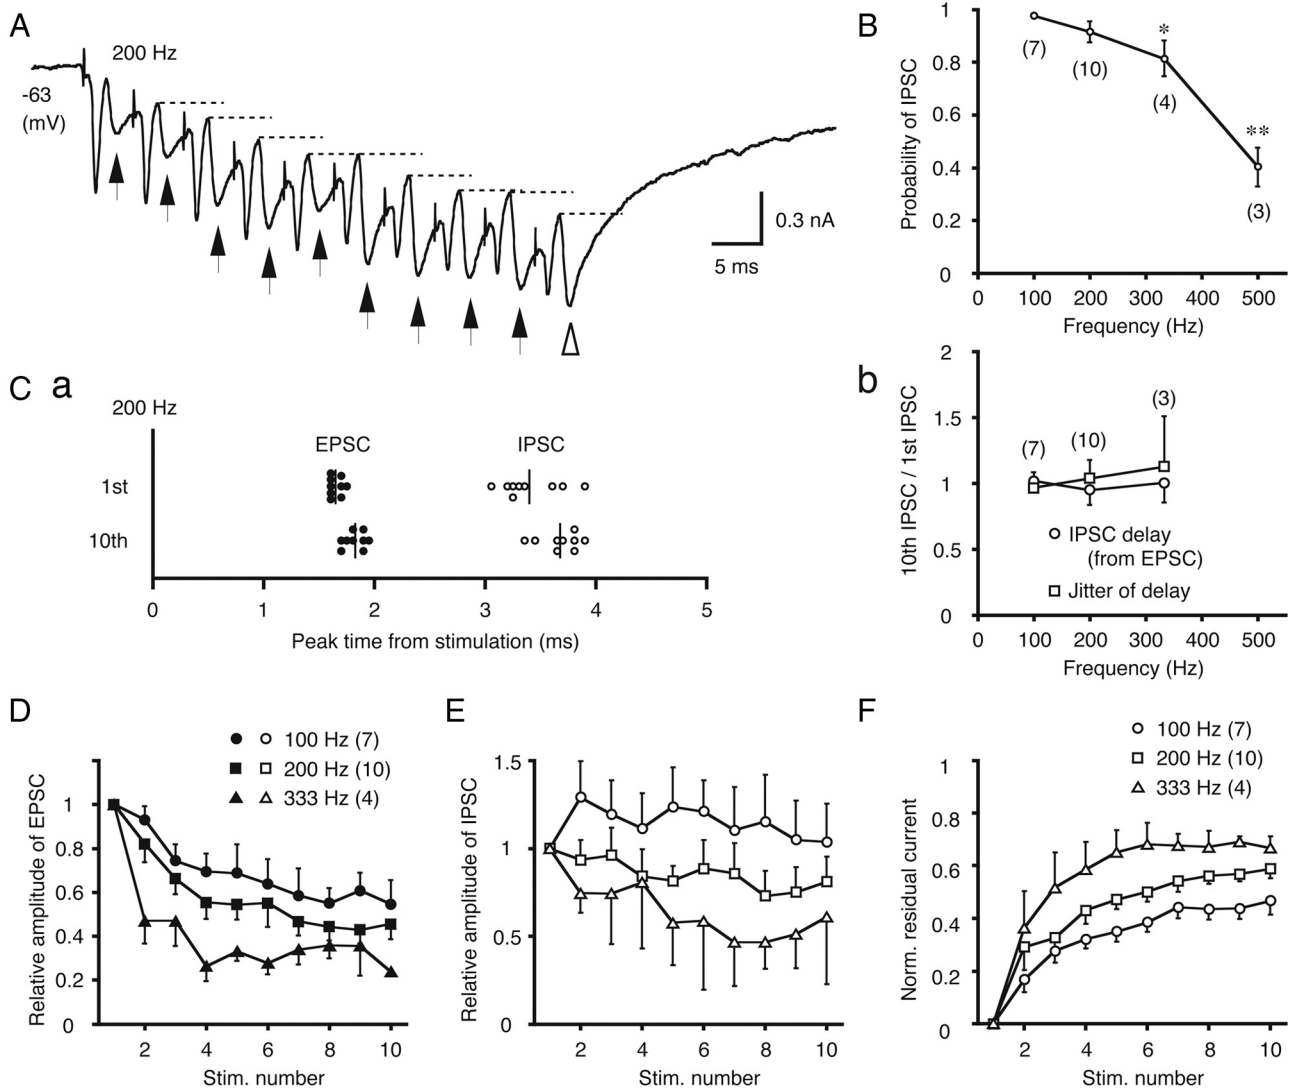 A
200 Hz
-63
(mV)
0.3 nA
5 ms
B
Probability of IPSC
1
0.8
0.6
0.4
0.2
0
(7)
(10)
*
(4)
**
(3)
0 100 200 300 400 500
Frequency (Hz)
C a
200 Hz
EPSC IPSC
1st
10th
0 1 2 3 4 5
Peak time from stimulation (ms)
b
10th IPSC / 1st IPSC
2
1.5
1
0.5
0
(7)
(10)
(3)
IPSC delay
(from EPSC)
Jitter of delay
0 100 200 300 400 500
Frequency (Hz)
D
100 Hz (7)
200 Hz (10)
333 Hz (4)
Relative amplitude of EPSC
1
0.8
0.6
0.4
0.2
0
2 4 6 8 10
Stim. number
E
Relative amplitude of IPSC
1.5
1
0.5
0
2 4 6 8 10
Stim. number
F
100 Hz (7)
200 Hz (10)
333 Hz (4)
Norm. residual current
1
0.8
0.6
0.4
0.2
0
2 4 6 8 10
Stim. number